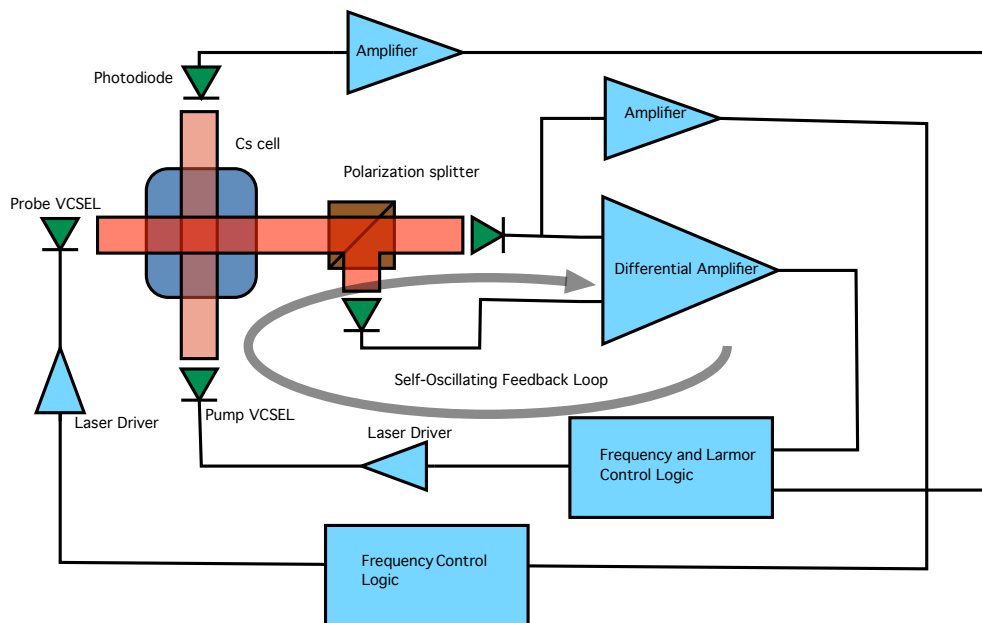 Amplifier
Photodiode
Amplifier
Cs cell
Polarization splitter
Probe VCSEL
Differential Amplifier
Self-Oscillating Feedback Loop
Pump VCSEL
Laser Driver
Laser Driver
Frequency and Larmor
Control Logic
Frequency Control
Logic